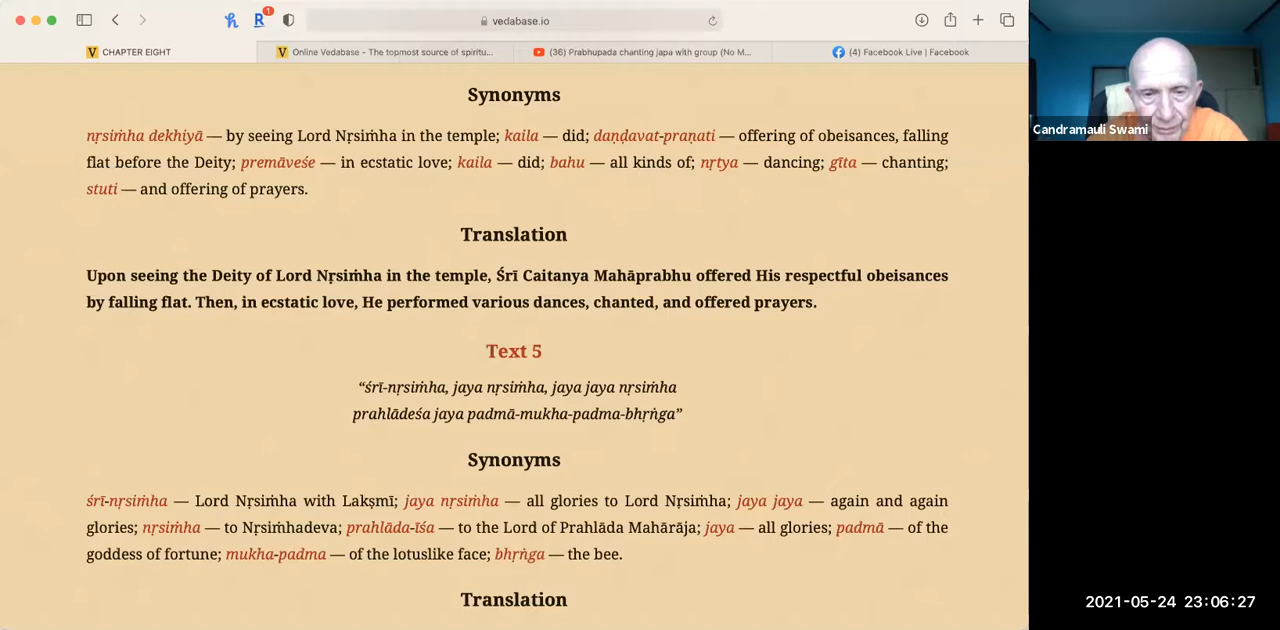 vedabase.io
1
CHAPTER EIGHT
Online Vedabase - The topmost source of spiritu...
(36) Prabhupada chanting japa with group (No M...
(4) Facebook Live | Facebook
Synonyms
nṛsiṁha dekhiyā — by seeing Lord Nṛsiṁha in the temple; kaila — did; daṇḍavat-praṇati — offering of obeisances, falling
flat before the Deity; premāveśe — in ecstatic love; kaila — did; bahu — all kinds of; nṛtya — dancing; gīta — chanting;
stuti — and offering of prayers.
Translation
Upon seeing the Deity of Lord Nṛsiṁha in the temple, Śrī Caitanya Mahāprabhu offered His respectful obeisances
by falling flat. Then, in ecstatic love, He performed various dances, chanted, and offered prayers.
Text 5
“śrī-nṛsiṁha, jaya nṛsiṁha, jaya jaya nṛsiṁha
prahlādeśa jaya padmā-mukha-padma-bhṛṅga”
Synonyms
śrī-nṛsiṁha — Lord Nṛsiṁha with Lakṣmī; jaya nṛsiṁha — all glories to Lord Nṛsiṁha; jaya jaya — again and again
glories; nṛsiṁha — to Nṛsiṁhadeva; prahlāda-īśa — to the Lord of Prahlāda Mahārāja; jaya — all glories; padmā — of the
goddess of fortune; mukha-padma — of the lotuslike face; bhṛṅga — the bee.
Translation
Candramauli Swami
2021-05-24 23:06:27